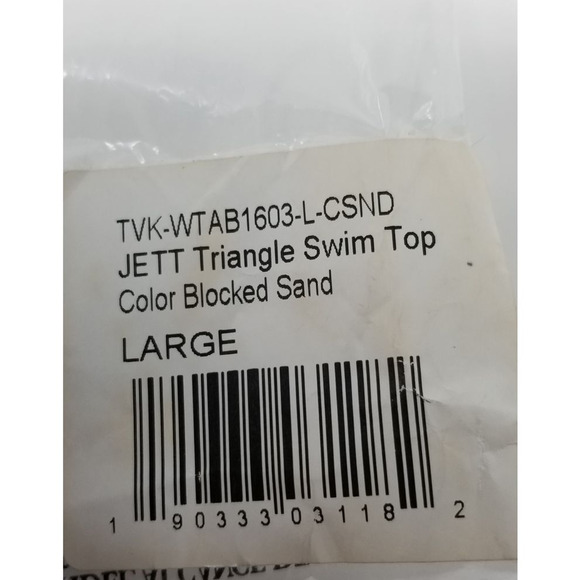 TVK-WTAB1603-L-CSND
JETT Triangle Swim Top
Color Blocked Sand
LARGE
1 90333 03118 2